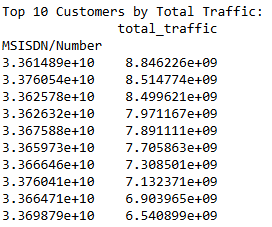 Top 10 Customers by Total Traffic:
total_traffic
MSISDN/Number
3.361489e+10 8.846226e+09
3.376054e+10 8.514774e+09
3.362578e+10 8.499621e+09
3.362632e+10 7.971167e+09
3.367588e+10 7.891111e+09
3.365973e+10 7.705863e+09
3.366646e+10 7.308501e+09
3.376041e+10 7.132371e+09
3.366471e+10 6.903965e+09
3.369879e+10 6.540899e+09